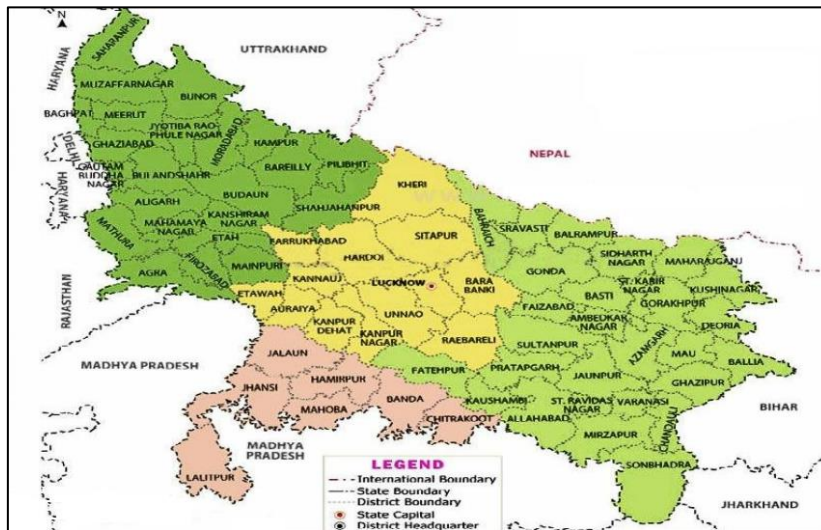 N
SAHARANPUR
UTTRAKHAND
HARYANA
MUZAFFARNAGAR
BIJNOR
BAGHPAT
MEERUT
JYOTIBA RAO
PHULE NAGAR
MORADABAD
RAMPUR
DELHI
GHAZIABAD
NEPAL
BAREILLY
PILIBHIT
GAUTAM
BUDDHA
NAGAR
BULANDSHAHR
HARYANA
KHERI
BUDAUN
ALIGARH
SHAHJAHANPUR
KANSHIRAM
NAGAR
MAHAMAYA
NAGAR
MATHURA
ETAH
BAHRAICH
SRAVASTI
BALRAMPUR
SITAPUR
FARRUKHABAD
HARDOI
SIDHARTH
NAGAR
MAHARAJGANJ
AGRA
FIROZABAD
MAINPURI
GONDA
KANNAUJ
LUCKNOW
BARA
BANKI
ST. KABIR
NAGAR
KUSHINAGAR
BASTI
GORAKHPUR
RAJASTHAN
ETAWAH
AURAIYA
UNNAO
FAIZABAD
AMBEDKAR
NAGAR
DEORIA
KANPUR
DEHAT
KANPUR
NAGAR
RAEBARELI
SULTANPUR
AZAMGARH
MAU
BALLIA
MADHYA PRADESH
JALAUN
FATEHPUR
PRATAPGARH
JAUNPUR
GHAZIPUR
JHANSI
HAMIRPUR
BANDA
KAUSHAMBI
ST. RAVIDAS
NAGAR
VARANASI
BIHAR
MAHOBA
CHITRAKOOT
ALLAHABAD
MIRZAPUR
CHANDAULI
MADHYA
PRADESH
LALITPUR
SONBHADRA
JHARKHAND
LEGEND
International Boundary
State Boundary
District Boundary
State Capital
District Headquarter